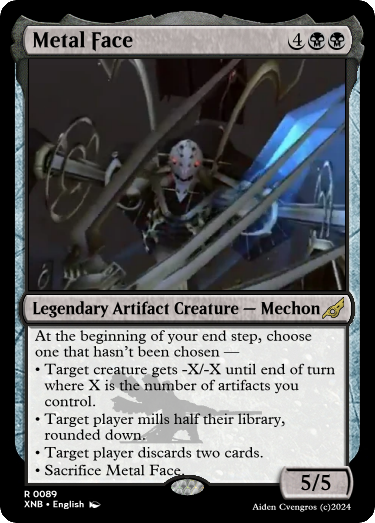 Metal Face 4
Legendary Artifact Creature — Mechon
At the beginning of your end step, choose
one that hasn't been chosen —
• Target creature gets -X/-X until end of turn
where X is the number of artifacts you
control.
• Target player mills half their library,
rounded down.
• Target player discards two cards.
• Sacrifice Metal Face.
5/5
R 0089
XNB • English
Aiden Cvengros (c)2024